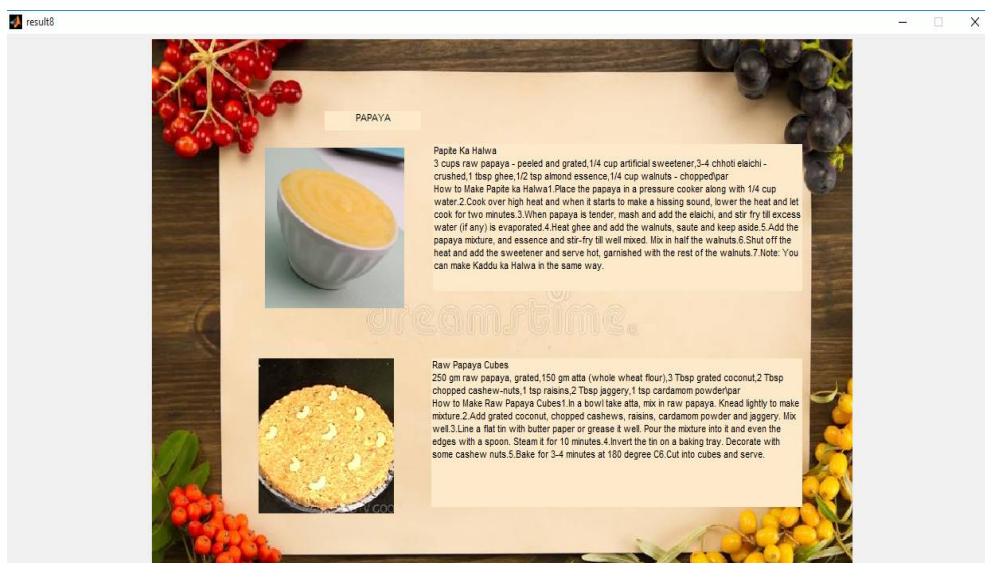 result8
PAPAYA
Papite Ka Halwa
3 cups raw papaya - peeled and grated,1/4 cup artificial sweetener,3-4 chhoti elaichi -
crushed,1 tbsp ghee,1/2 tsp almond essence,1/4 cup walnuts - chopped\par
How to Make Papite ka Halwa1.Place the papaya in a pressure cooker along with 1/4 cup
water.2.Cook over high heat and when it starts to make a hissing sound, lower the heat and let
cook for two minutes.3.When papaya is tender, mash and add the elaichi, and stir fry till excess
water (if any) is evaporated.4.Heat ghee and add the walnuts, saute and keep aside.5.Add the
papaya mixture, and essence and stir-fry till well mixed. Mix in half the walnuts.6.Shut off the
heat and add the sweetener and serve hot, garnished with the rest of the walnuts.7.Note: You
can make Kaddu ka Halwa in the same way.
dreamstime
Raw Papaya Cubes
250 gm raw papaya, grated,150 gm atta (whole wheat flour),3 Tbsp grated coconut,2 Tbsp
chopped cashew-nuts,1 tsp raisins,2 Tbsp jaggery,1 tsp cardamom powder\par
How to Make Raw Papaya Cubes1.In a bowl take atta, mix in raw papaya. Knead lightly to make
mixture.2.Add grated coconut, chopped cashews, raisins, cardamom powder and jaggery. Mix
well.3.Line a flat tin with butter paper or grease it well. Pour the mixture into it and even the
edges with a spoon. Steam it for 10 minutes.4.Invert the tin on a baking tray. Decorate with
some cashew nuts.5.Bake for 3-4 minutes at 180 degree C6.Cut into cubes and serve.